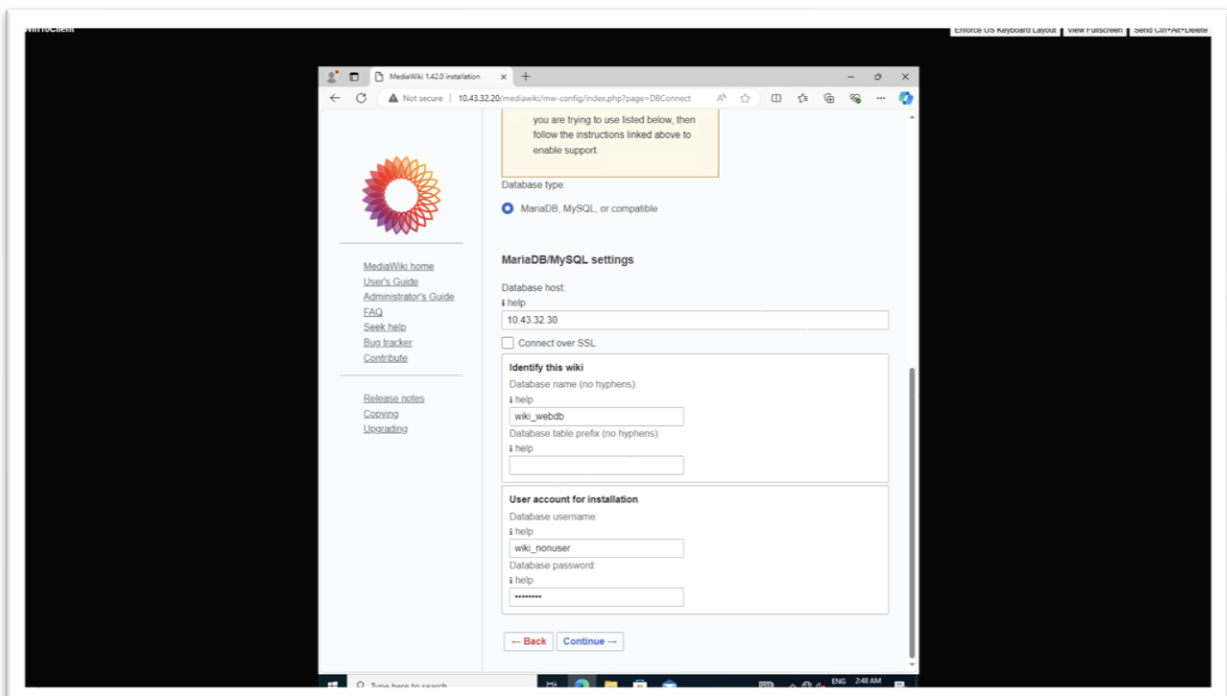 Win10Client
Enforce US Keyboard Layout View Fullscreen Send Ctrl+Alt+Delete
MediaWiki 1.42.0 installation
Not secure | 10.43.32.20/mediawiki/mw-config/index.php?page=DBConnect
you are trying to use listed below, then
follow the instructions linked above to
enable support.
Database type:
MariaDB, MySQL, or compatible
MediaWiki home
User's Guide
Administrator's Guide
FAQ
Seek help
Bug tracker
Contribute
Release notes
Copying
Upgrading
MariaDB/MySQL settings
Database host:
help
10.43.32.30
Connect over SSL
Identify this wiki
Database name (no hyphens):
help
wiki_webdb
Database table prefix (no hyphens):
help
User account for installation
Database username:
help
wiki_nonuser
Database password:
help
••••••••
← Back Continue →
Type here to search
ENG 2:48 AM